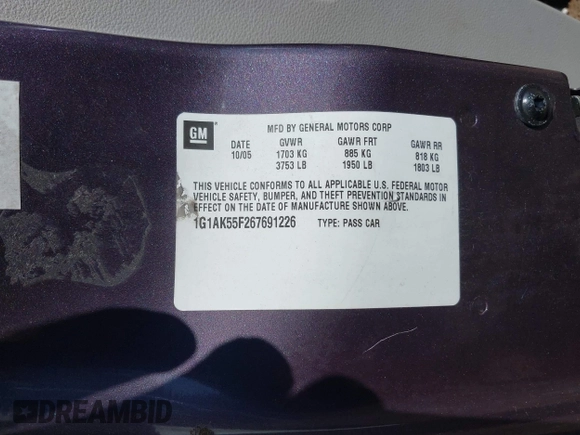 GM
MFD BY GENERAL MOTORS CORP
DATE GVWR GAWR FRT GAWR RR
10/05 1703 KG 885 KG 818 KG
3753 LB 1950 LB 1803 LB
THIS VEHICLE CONFORMS TO ALL APPLICABLE U.S. FEDERAL MOTOR
VEHICLE SAFETY, BUMPER, AND THEFT PREVENTION STANDARDS IN
EFFECT ON THE DATE OF MANUFACTURE SHOWN ABOVE.
1G1AK55F267691226 TYPE: PASS CAR
DREAMBID